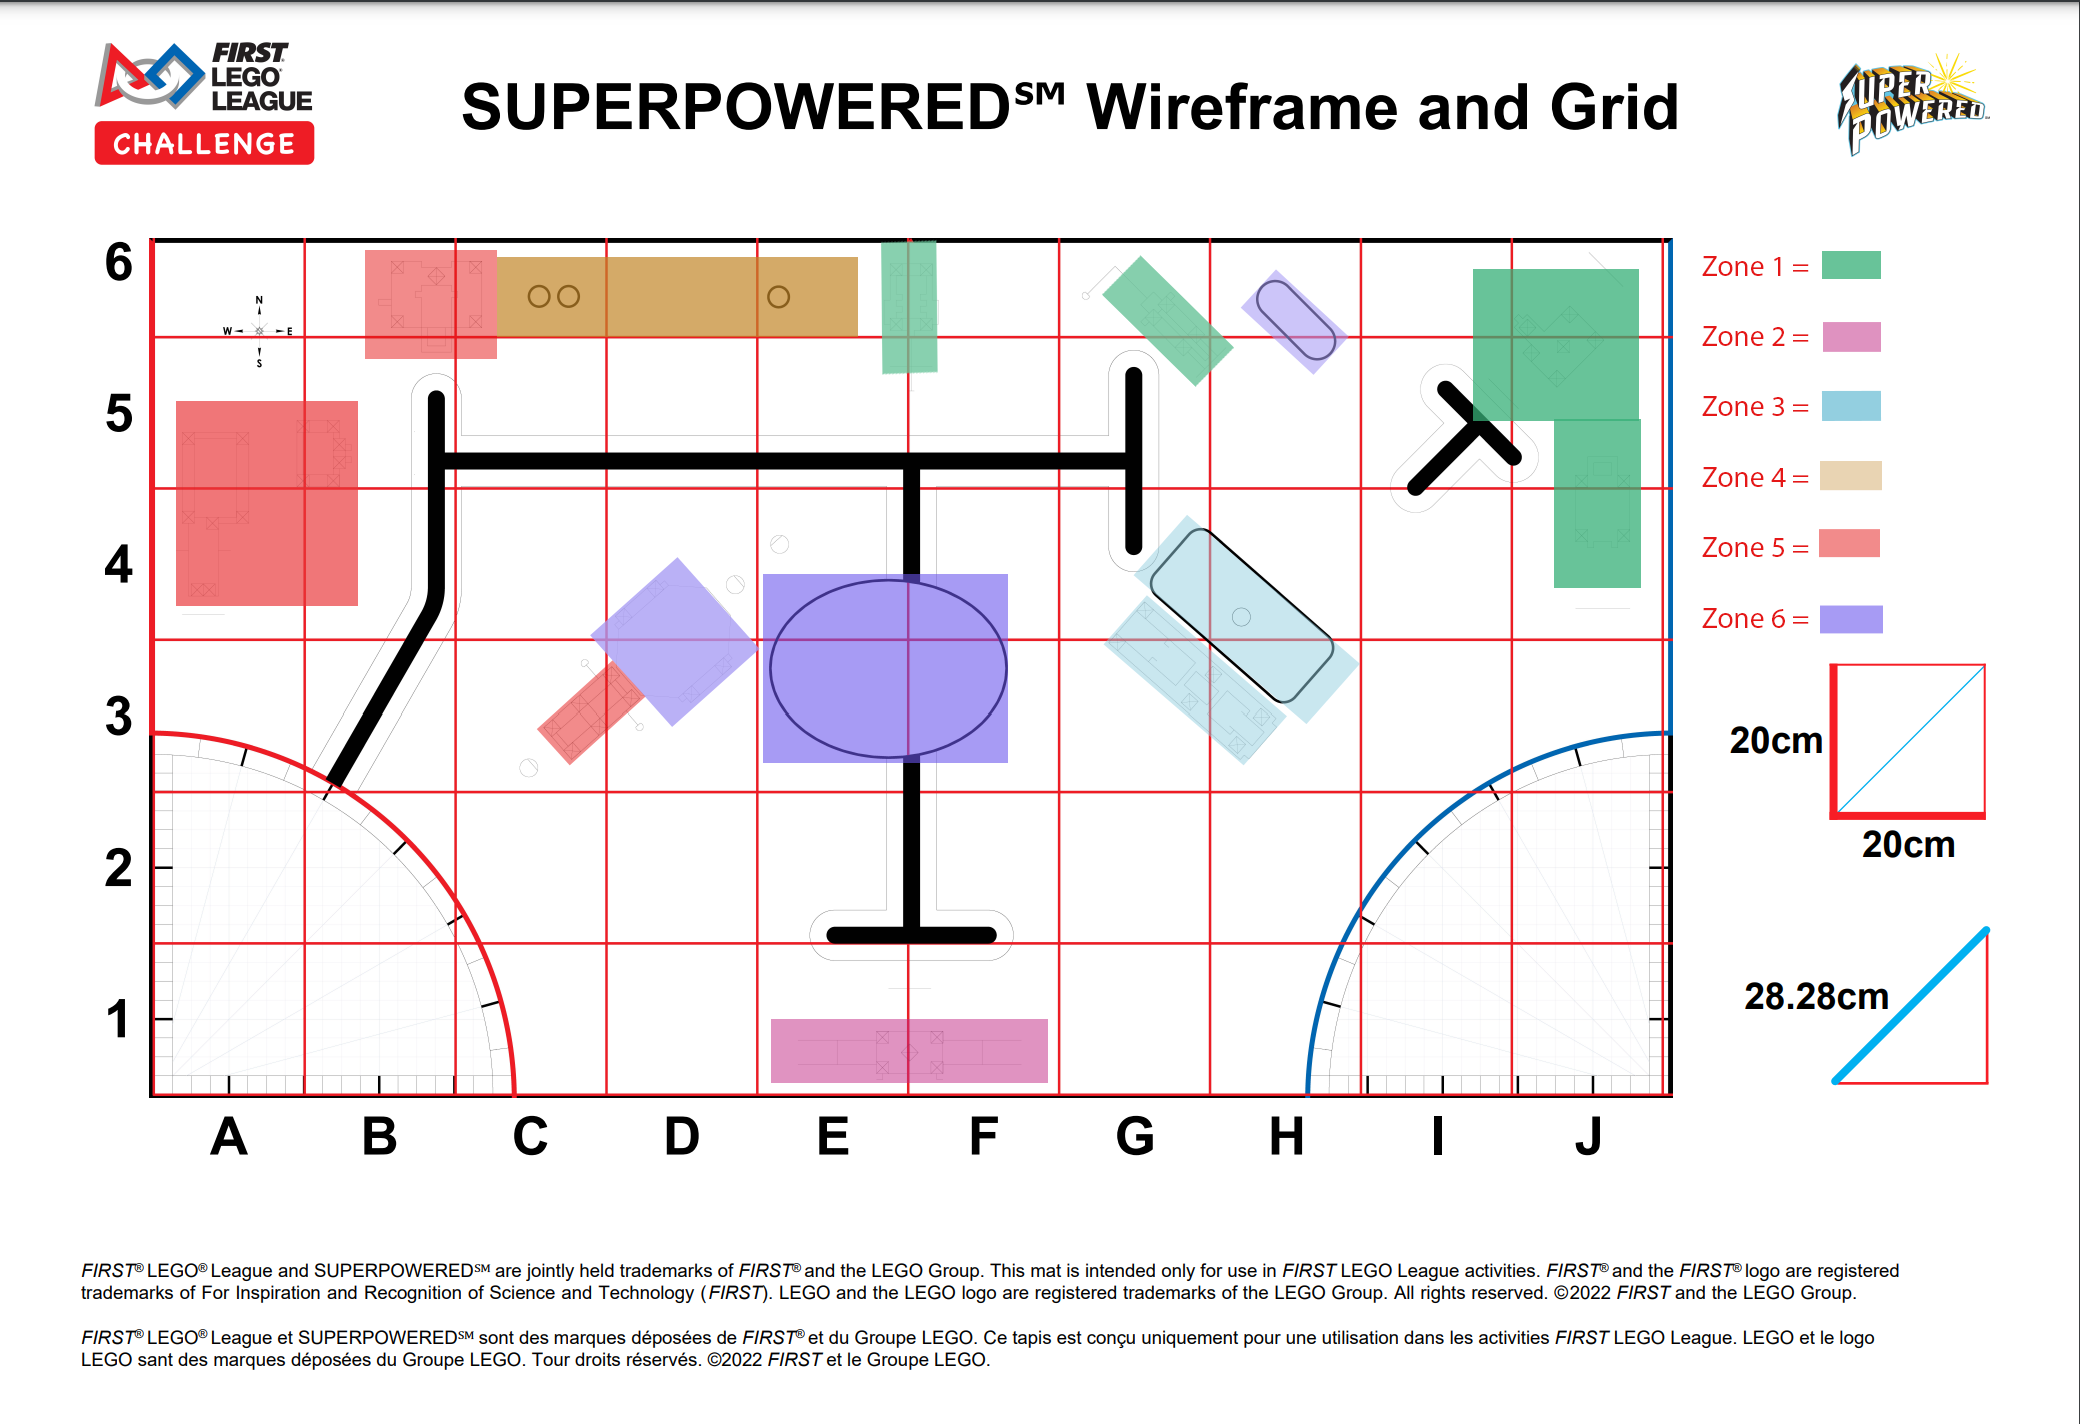 FIRST
LEGO
LEAGUE
CHALLENGE
SUPERPOWERED℠ Wireframe and Grid
SUPER
POWERED
6
5
4
3
2
1
N
W E
S
A B C D E F G H I J
Zone 1 =
Zone 2 =
Zone 3 =
Zone 4 =
Zone 5 =
Zone 6 =
20cm
20cm
28.28cm
FIRST® LEGO® League and SUPERPOWERED℠ are jointly held trademarks of FIRST® and the LEGO Group. This mat is intended only for use in FIRST LEGO League activities. FIRST® and the FIRST® logo are registered
trademarks of For Inspiration and Recognition of Science and Technology (FIRST). LEGO and the LEGO logo are registered trademarks of the LEGO Group. All rights reserved. ©2022 FIRST and the LEGO Group.
FIRST® LEGO® League et SUPERPOWERED℠ sont des marques déposées de FIRST® et du Groupe LEGO. Ce tapis est conçu uniquement pour une utilisation dans les activities FIRST LEGO League. LEGO et le logo
LEGO sant des marques déposées du Groupe LEGO. Tour droits réservés. ©2022 FIRST et le Groupe LEGO.